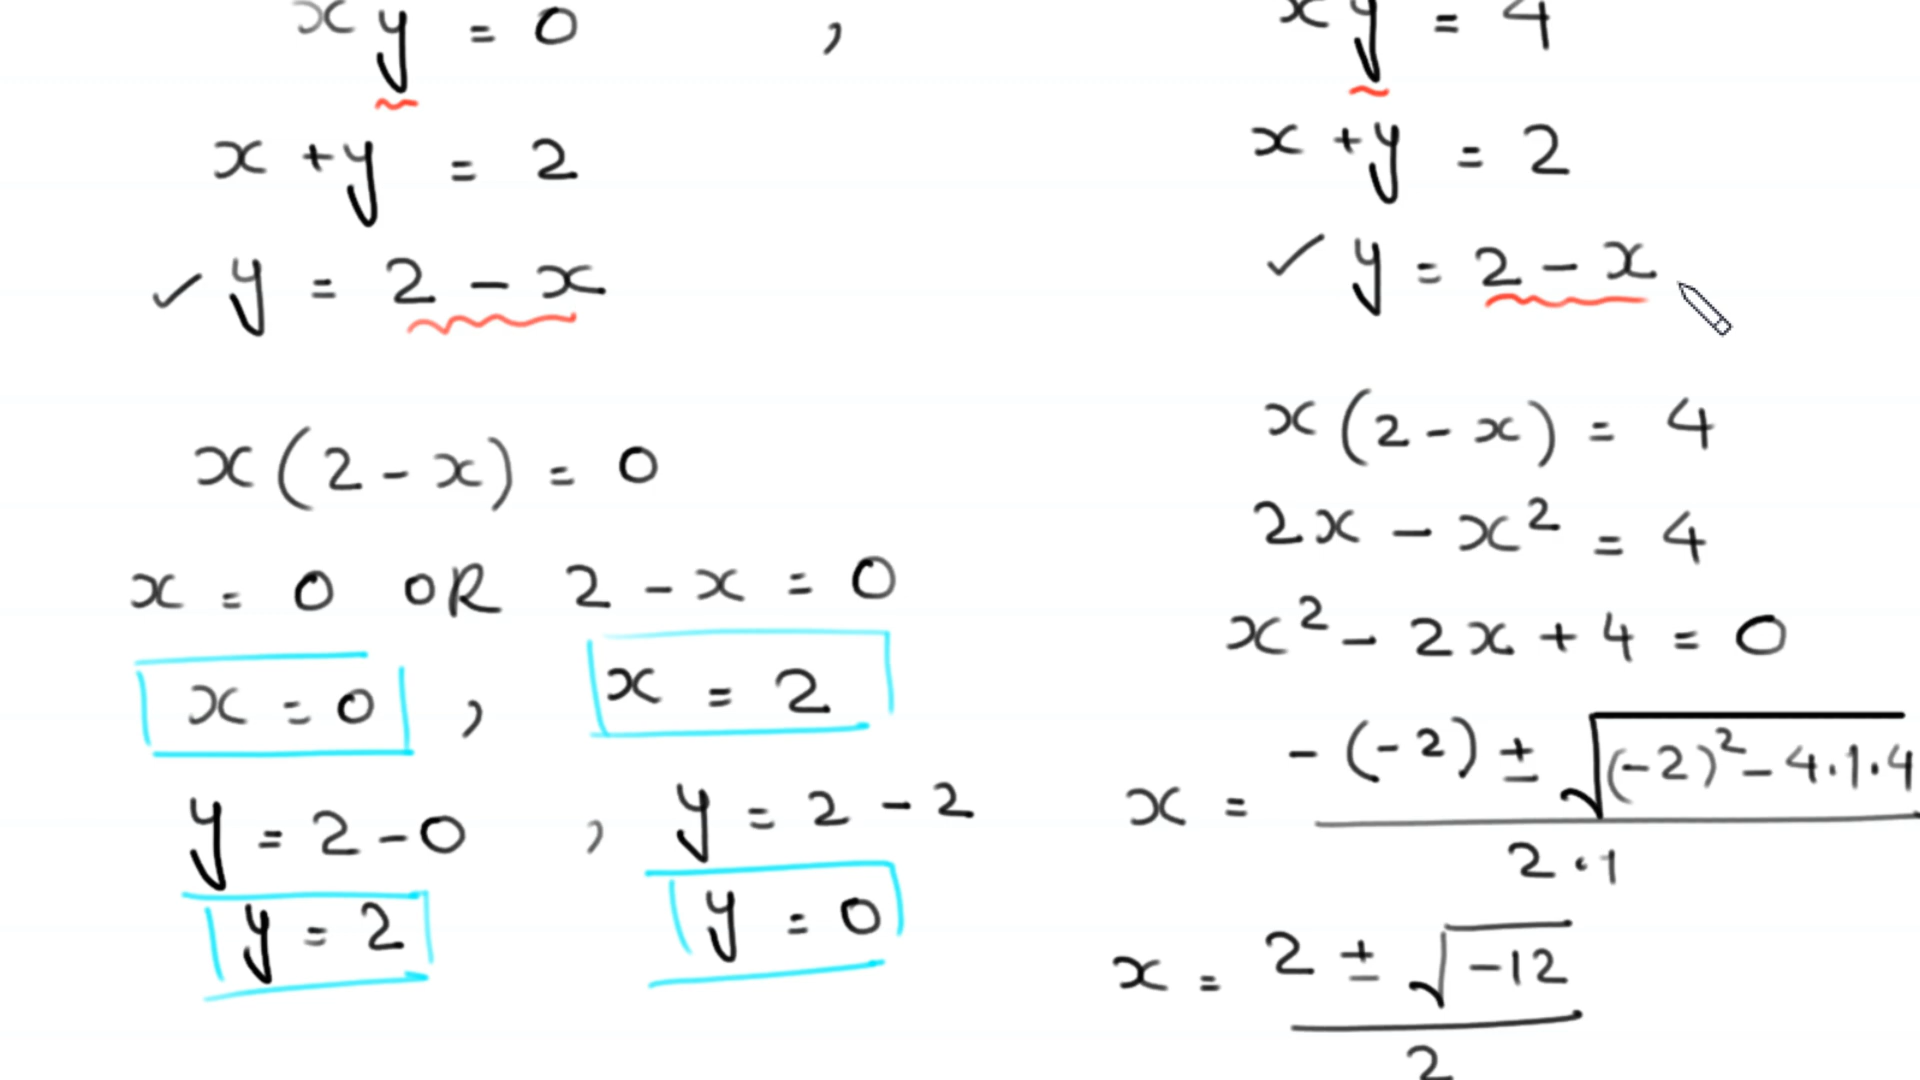 xy = 0 ,
x + y = 2
✓ y = 2 - x
x(2 - x) = 0
x = 0 OR 2 - x = 0
x = 0 , x = 2
y = 2 - 0 , y = 2 - 2
y = 2 y = 0
xy = 4
x + y = 2
✓ y = 2 - x
x(2 - x) = 4
2x - x² = 4
x² - 2x + 4 = 0
x = (-(-2) ± √((-2)² - 4·1·4)) / (2·1)
x = (2 ± √(-12)) / 2